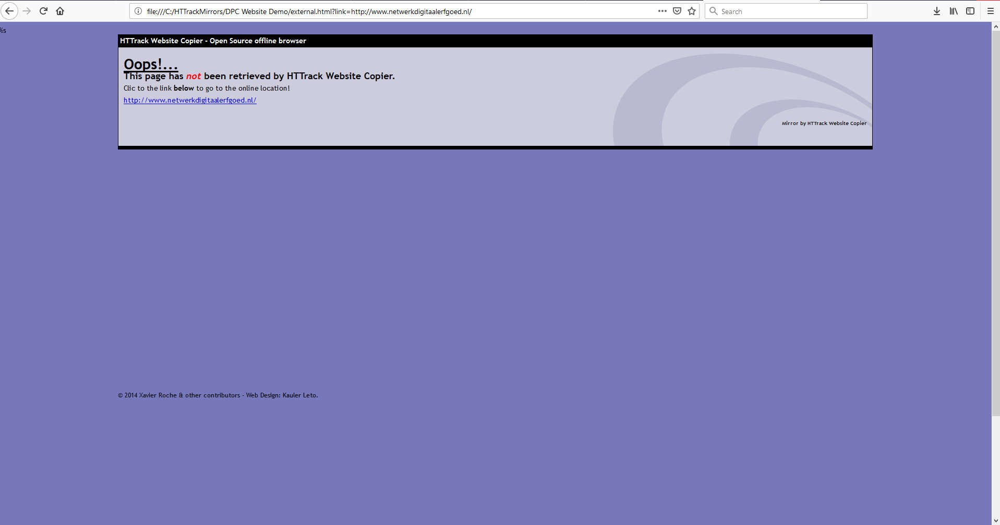 file:///C:/HTTrackMirrors/DPC Website Demo/external.html?link=http://www.netwerkdigitaalerfgoed.nl/
Search
%s
HTTrack Website Copier - Open Source offline browser
Oops!...
This page has not been retrieved by HTTrack Website Copier.
Clic to the link below to go to the online location!
http://www.netwerkdigitaalerfgoed.nl/
Mirror by HTTrack Website Copier
© 2014 Xavier Roche & other contributors - Web Design: Kauler Leto.